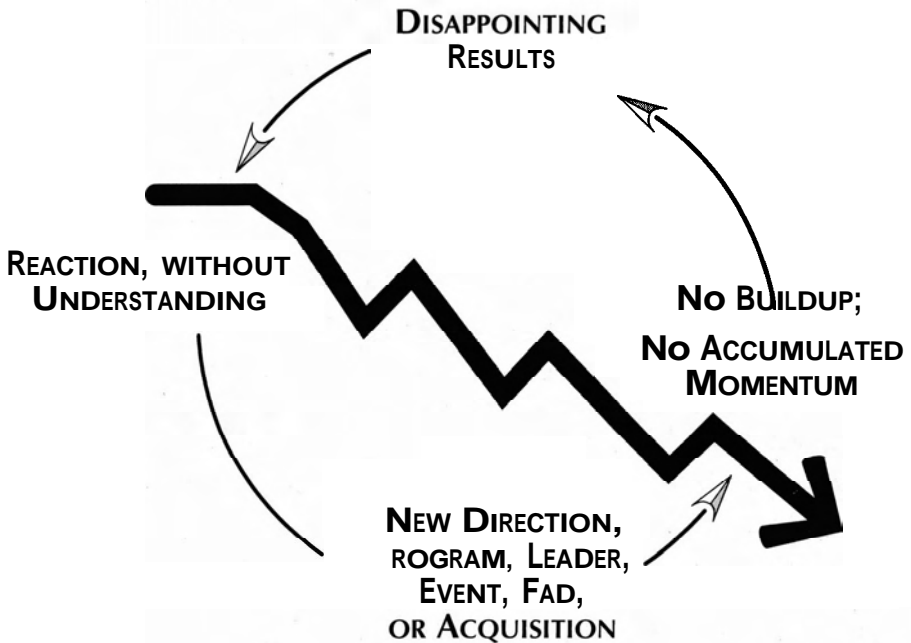 DISAPPOINTING
RESULTS
REACTION, WITHOUT
UNDERSTANDING
NEW DIRECTION,
ROGRAM, LEADER,
EVENT, FAD,
OR ACQUISITION
NO BUILDUP;
NO ACCUMULATED
MOMENTUM